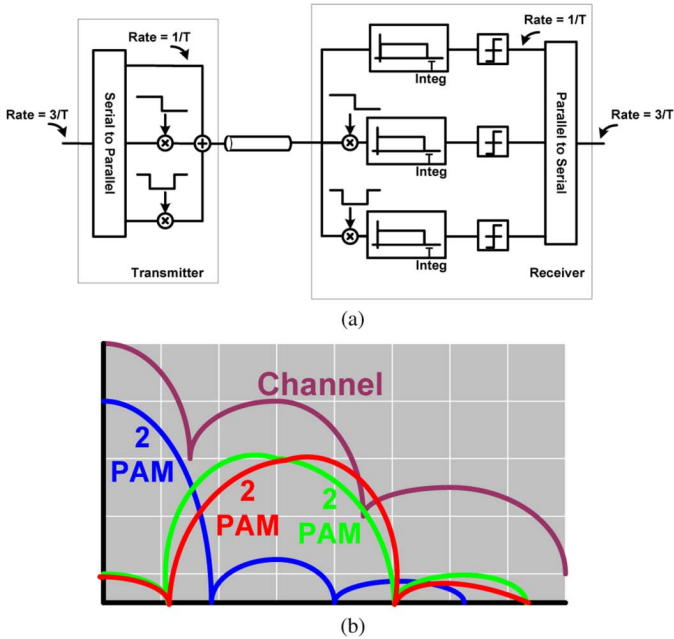 Rate = 1/T
Rate = 3/T
Serial to Parallel
Transmitter
Rate = 1/T
T
Integ
T
Integ
T
Integ
Parallel to Serial
Rate = 3/T
Receiver
(a)
Channel
2
PAM
2
PAM
2
PAM
(b)